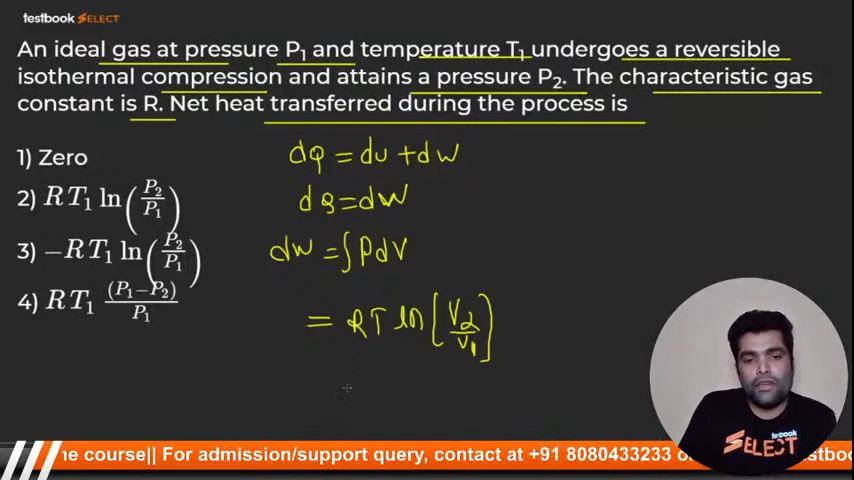 testbook SELECT
An ideal gas at pressure P₁ and temperature T₁ undergoes a reversible
isothermal compression and attains a pressure P₂. The characteristic gas
constant is R. Net heat transferred during the process is
1) Zero
2) RT₁ ln(P₂/P₁)
3) −RT₁ ln(P₂/P₁)
4) RT₁ (P₁−P₂)/P₁
dQ = du + dW
dQ = dW
dW = ∫PdV
= RT ln[V₂/V₁]
testbook
SELECT
he course|| For admission/support query, contact at +91 8080433233 o